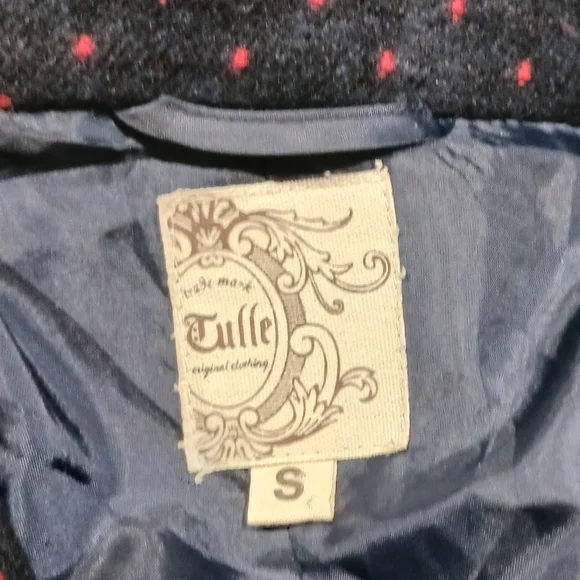 trade mark
Tulle
original clothing
S